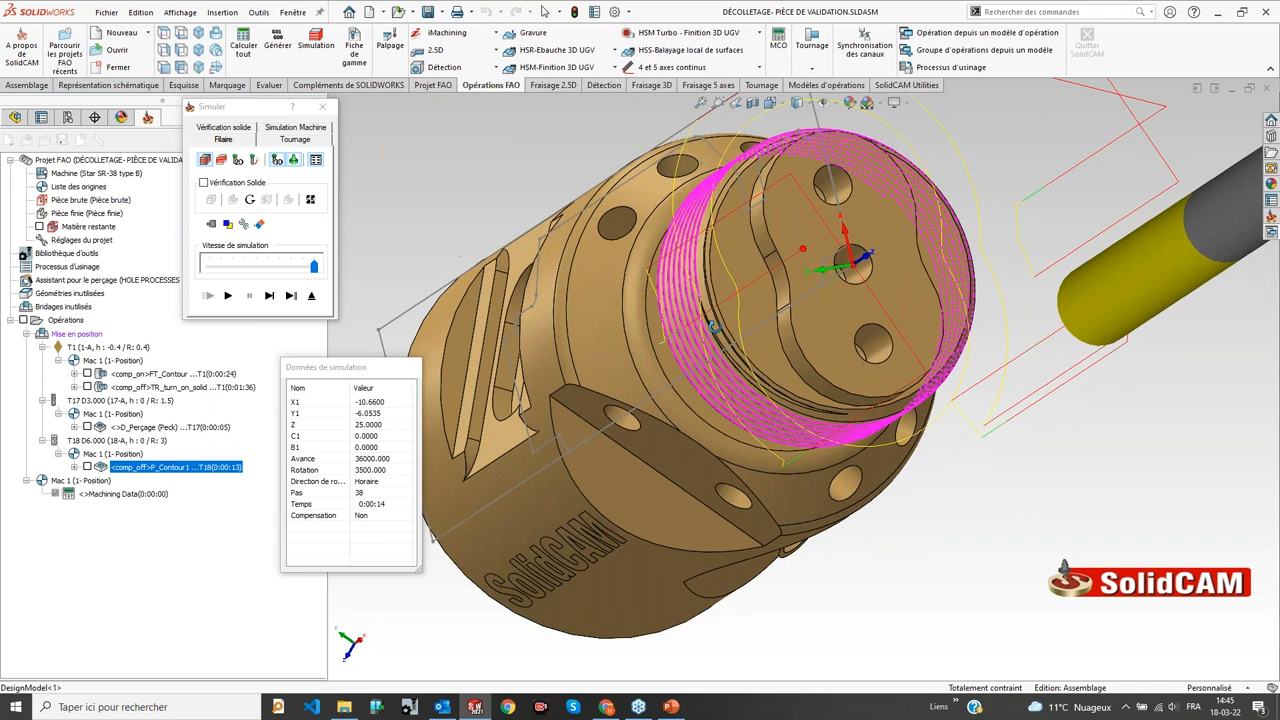 SOLIDWORKS
Fichier
Edition
Affichage
Insertion
Outils
Fenêtre
DÉCOLLETAGE- PIÈCE DE VALIDATION.SLDASM
Rechercher des commandes
A propos
de
SolidCAM
Parcourir
les projets
FAO
récents
Nouveau
Ouvrir
Fermer
Calculer
tout
Générer
Simulation
Fiche
de
gamme
Palpage
iMachining
2.5D
Détection
Gravure
HSR-Ebauche 3D UGV
HSM-Finition 3D UGV
HSM Turbo - Finition 3D UGV
HSS-Balayage local de surfaces
4 et 5 axes continus
MCO
Tournage
Synchronisation
des canaux
Opération depuis un modèle d'opération
Groupe d'opérations depuis un modèle
Processus d'usinage
Quitter
SolidCAM
Assemblage
Représentation schématique
Esquisse
Marquage
Evaluer
Compléments de SOLIDWORKS
Projet FAO
Opérations FAO
Fraisage 2.5D
Détection
Fraisage 3D
Fraisage 5 axes
Tournage
Modèles d'opérations
SolidCAM Utilities
Projet FAO (DÉCOLLETAGE- PIÈCE DE VALIDA
Machine (Star SR-38 type B)
Liste des origines
Pièce brute (Pièce brute)
Pièce finie (Pièce finie)
Matière restante
Réglages du projet
Bibliothèque d'outils
Processus d'usinage
Assistant pour le perçage (HOLE PROCESSES
Géométries inutilisées
Bridages inutilisés
Opérations
Mise en position
T1 (1-A, h : -0.4 / R: 0.4)
Mac 1 (1- Position)
<comp_on>FT_Contour ...T1(0:00:24)
<comp_off>TR_turn_on_solid ...T1(0:01:36)
T17 D3.000 (17-A, h : 0 / R: 1.5)
Mac 1 (1- Position)
<>D_Perçage (Peck) ...T17(0:00:05)
T18 D6.000 (18-A, h : 0 / R: 3)
Mac 1 (1- Position)
<comp_off>P_Contour1 ...T18(0:00:13)
Mac 1 (1- Position)
<>Machining Data(0:00:00)
Simuler
Vérification solide
Simulation Machine
Filaire
Tournage
Vérification Solide
Vitesse de simulation
Données de simulation
Nom Valeur
X1 -10.6600
Y1 -6.0535
Z 25.0000
C1 0.0000
B1 0.0000
Avance 36000.000
Rotation 3500.000
Direction de ro... Horaire
Pas 38
Temps 0:00:14
Compensation Non
SolidCAM
SolidCAM
DesignModel<1>
Totalement contraint
Edition: Assemblage
Personnalisé
Taper ici pour rechercher
Liens
11°C Nuageux
FRA
14:45
18-03-22